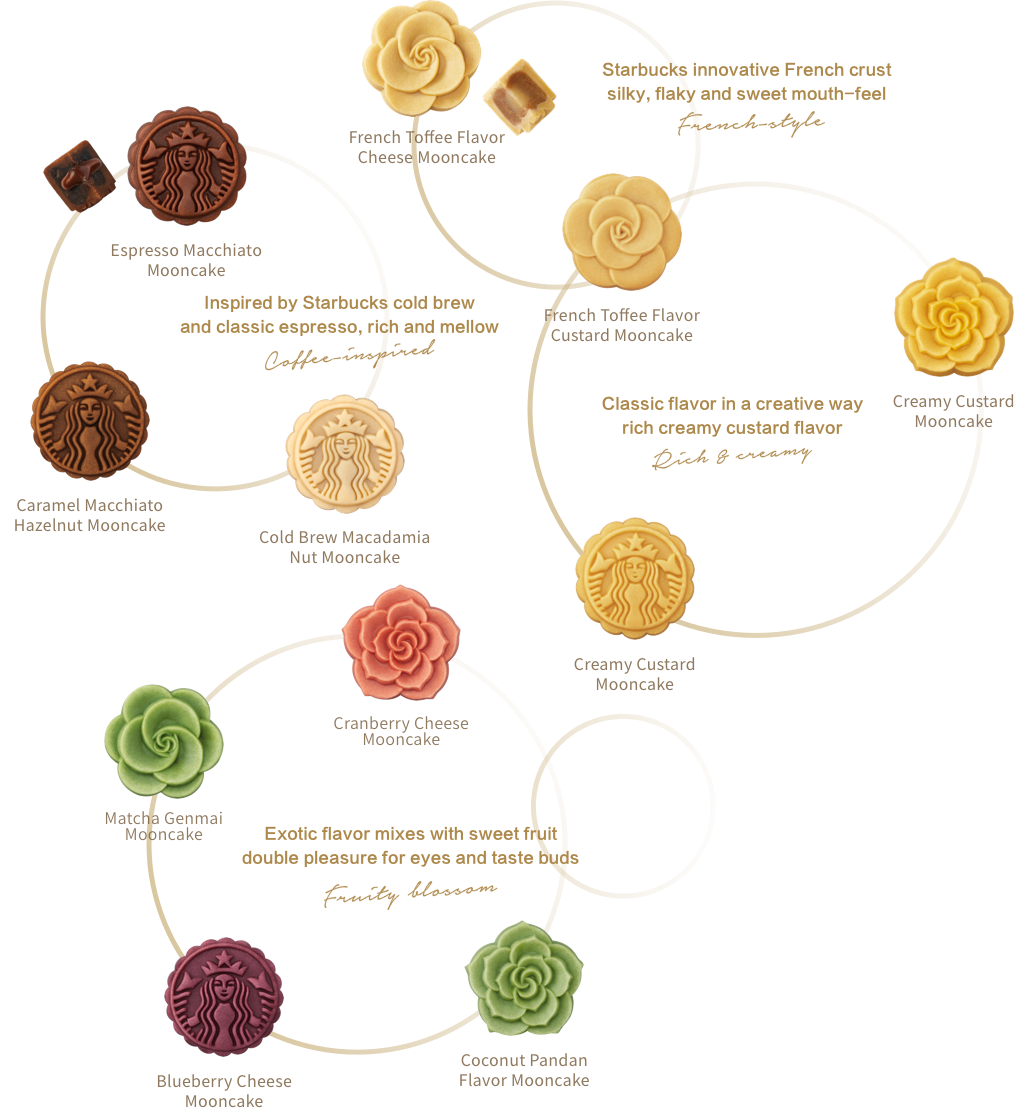 Starbucks innovative French crust
silky, flaky and sweet mouth-feel
French-style
French Toffee Flavor
Cheese Mooncake
Espresso Macchiato
Mooncake
Inspired by Starbucks cold brew
and classic espresso, rich and mellow
Coffee-inspired
French Toffee Flavor
Custard Mooncake
Creamy Custard
Mooncake
Classic flavor in a creative way
rich creamy custard flavor
Rich & creamy
Caramel Macchiato
Hazelnut Mooncake
Cold Brew Macadamia
Nut Mooncake
Creamy Custard
Mooncake
Cranberry Cheese
Mooncake
Matcha Genmai
Mooncake
Exotic flavor mixes with sweet fruit
double pleasure for eyes and taste buds
Fruity blossom
Blueberry Cheese
Mooncake
Coconut Pandan
Flavor Mooncake